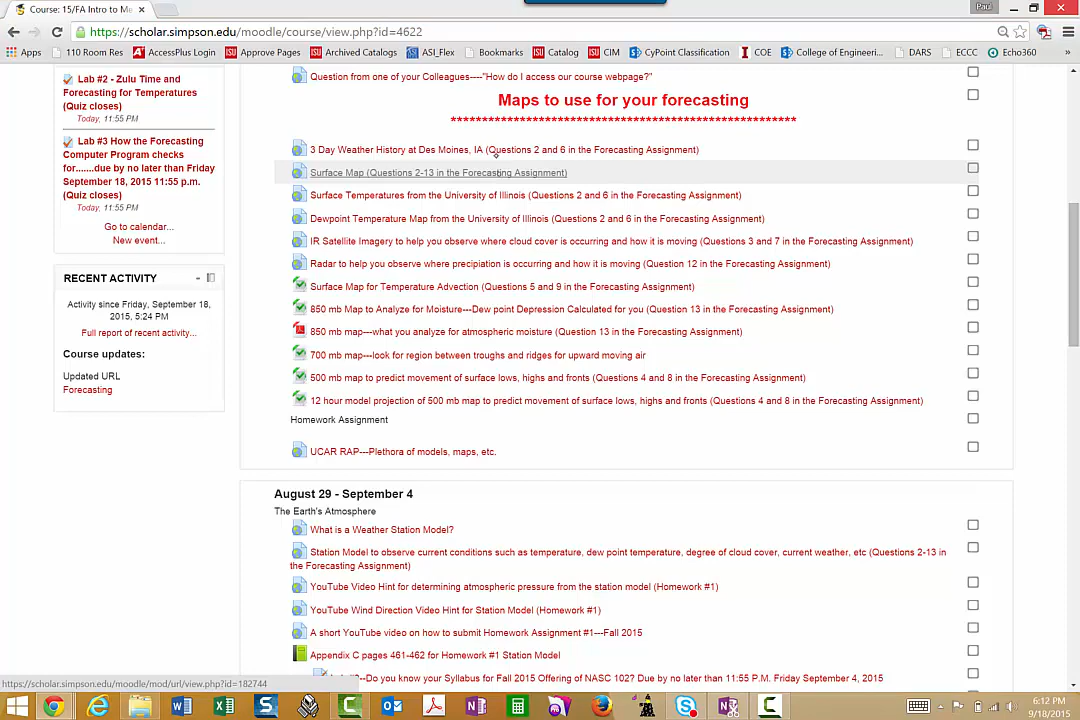 Course: 15/FA Intro to Me
Paul
https://scholar.simpson.edu/moodle/course/view.php?id=4622
Apps
110 Room Res
AccessPlus Login
Approve Pages
Archived Catalogs
ASI_Flex
Bookmarks
Catalog
CIM
CyPoint Classification
COE
College of Engineeri...
DARS
ECCC
Echo360
»
Lab #2 - Zulu Time and
Forecasting for Temperatures
(Quiz closes)
Today, 11:55 PM
Lab #3 How the Forecasting
Computer Program checks
for.......due by no later than Friday
September 18, 2015 11:55 p.m.
(Quiz closes)
Today, 11:55 PM
Go to calendar...
New event...
RECENT ACTIVITY
Activity since Friday, September 18,
2015, 5:24 PM
Full report of recent activity...
Course updates:
Updated URL
Forecasting
Question from one of your Colleagues----"How do I access our course webpage?"
Maps to use for your forecasting
***********************************************************
3 Day Weather History at Des Moines, IA (Questions 2 and 6 in the Forecasting Assignment)
Surface Map (Questions 2-13 in the Forecasting Assignment)
Surface Temperatures from the University of Illinois (Questions 2 and 6 in the Forecasting Assignment)
Dewpoint Temperature Map from the University of Illinois (Questions 2 and 6 in the Forecasting Assignment)
IR Satellite Imagery to help you observe where cloud cover is occurring and how it is moving (Questions 3 and 7 in the Forecasting Assignment)
Radar to help you observe where precipiation is occurring and how it is moving (Question 12 in the Forecasting Assignment)
Surface Map for Temperature Advection (Questions 5 and 9 in the Forecasting Assignment)
850 mb Map to Analyze for Moisture---Dew point Depression Calculated for you (Question 13 in the Forecasting Assignment)
850 mb map---what you analyze for atmospheric moisture (Question 13 in the Forecasting Assignment)
700 mb map---look for region between troughs and ridges for upward moving air
500 mb map to predict movement of surface lows, highs and fronts (Questions 4 and 8 in the Forecasting Assignment)
12 hour model projection of 500 mb map to predict movement of surface lows, highs and fronts (Questions 4 and 8 in the Forecasting Assignment)
Homework Assignment
UCAR RAP---Plethora of models, maps, etc.
August 29 - September 4
The Earth's Atmosphere
What is a Weather Station Model?
Station Model to observe current conditions such as temperature, dew point temperature, degree of cloud cover, current weather, etc (Questions 2-13 in
the Forecasting Assignment)
YouTube Video Hint for determining atmospheric pressure from the station model (Homework #1)
YouTube Wind Direction Video Hint for Station Model (Homework #1)
A short YouTube video on how to submit Homework Assignment #1---Fall 2015
Appendix C pages 461-462 for Homework #1 Station Model
--Do you know your Syllabus for Fall 2015 Offering of NASC 102? Due by no later than 11:55 P.M. Friday September 4, 2015
https://scholar.simpson.edu/moodle/mod/url/view.php?id=182744
6:12 PM
9/18/2015